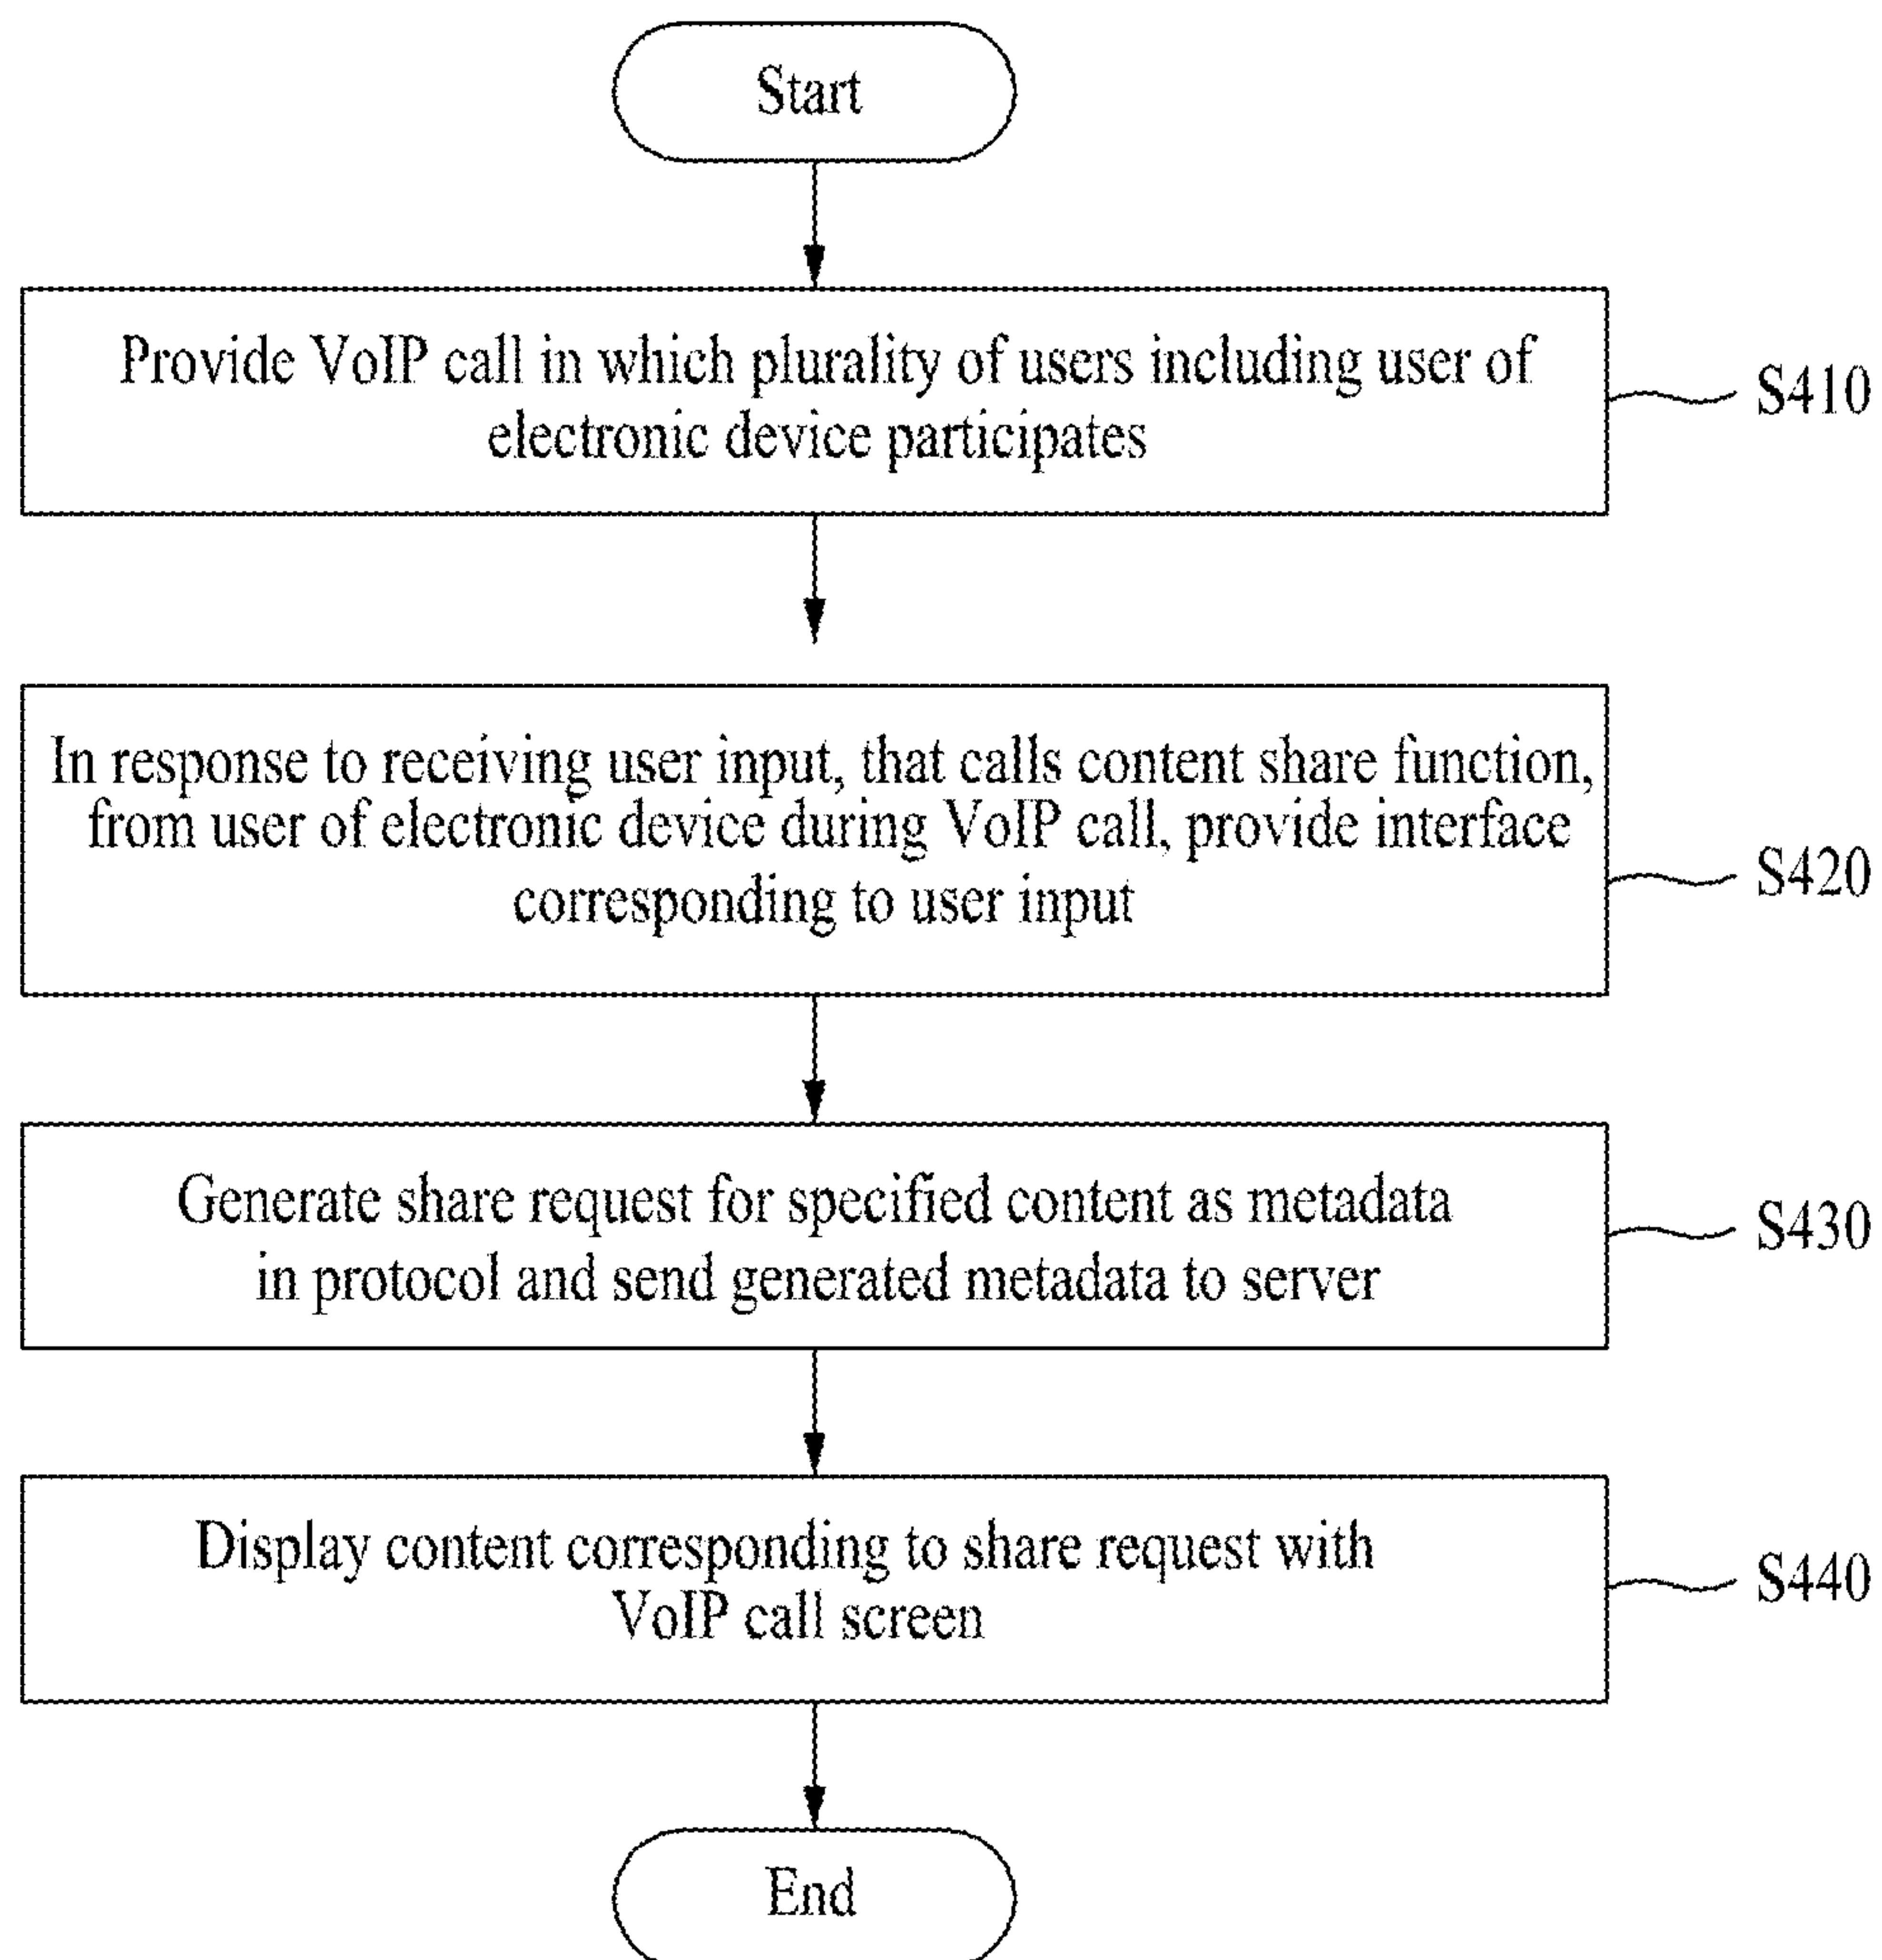 Start
Provide VoIP call in which plurality of users including user of
electronic device participates
S410
In response to receiving user input, that calls content share function,
from user of electronic device during VoIP call, provide interface
corresponding to user input
S420
Generate share request for specified content as metadata
in protocol and send generated metadata to server
S430
Display content corresponding to share request with
VoIP call screen
S440
End